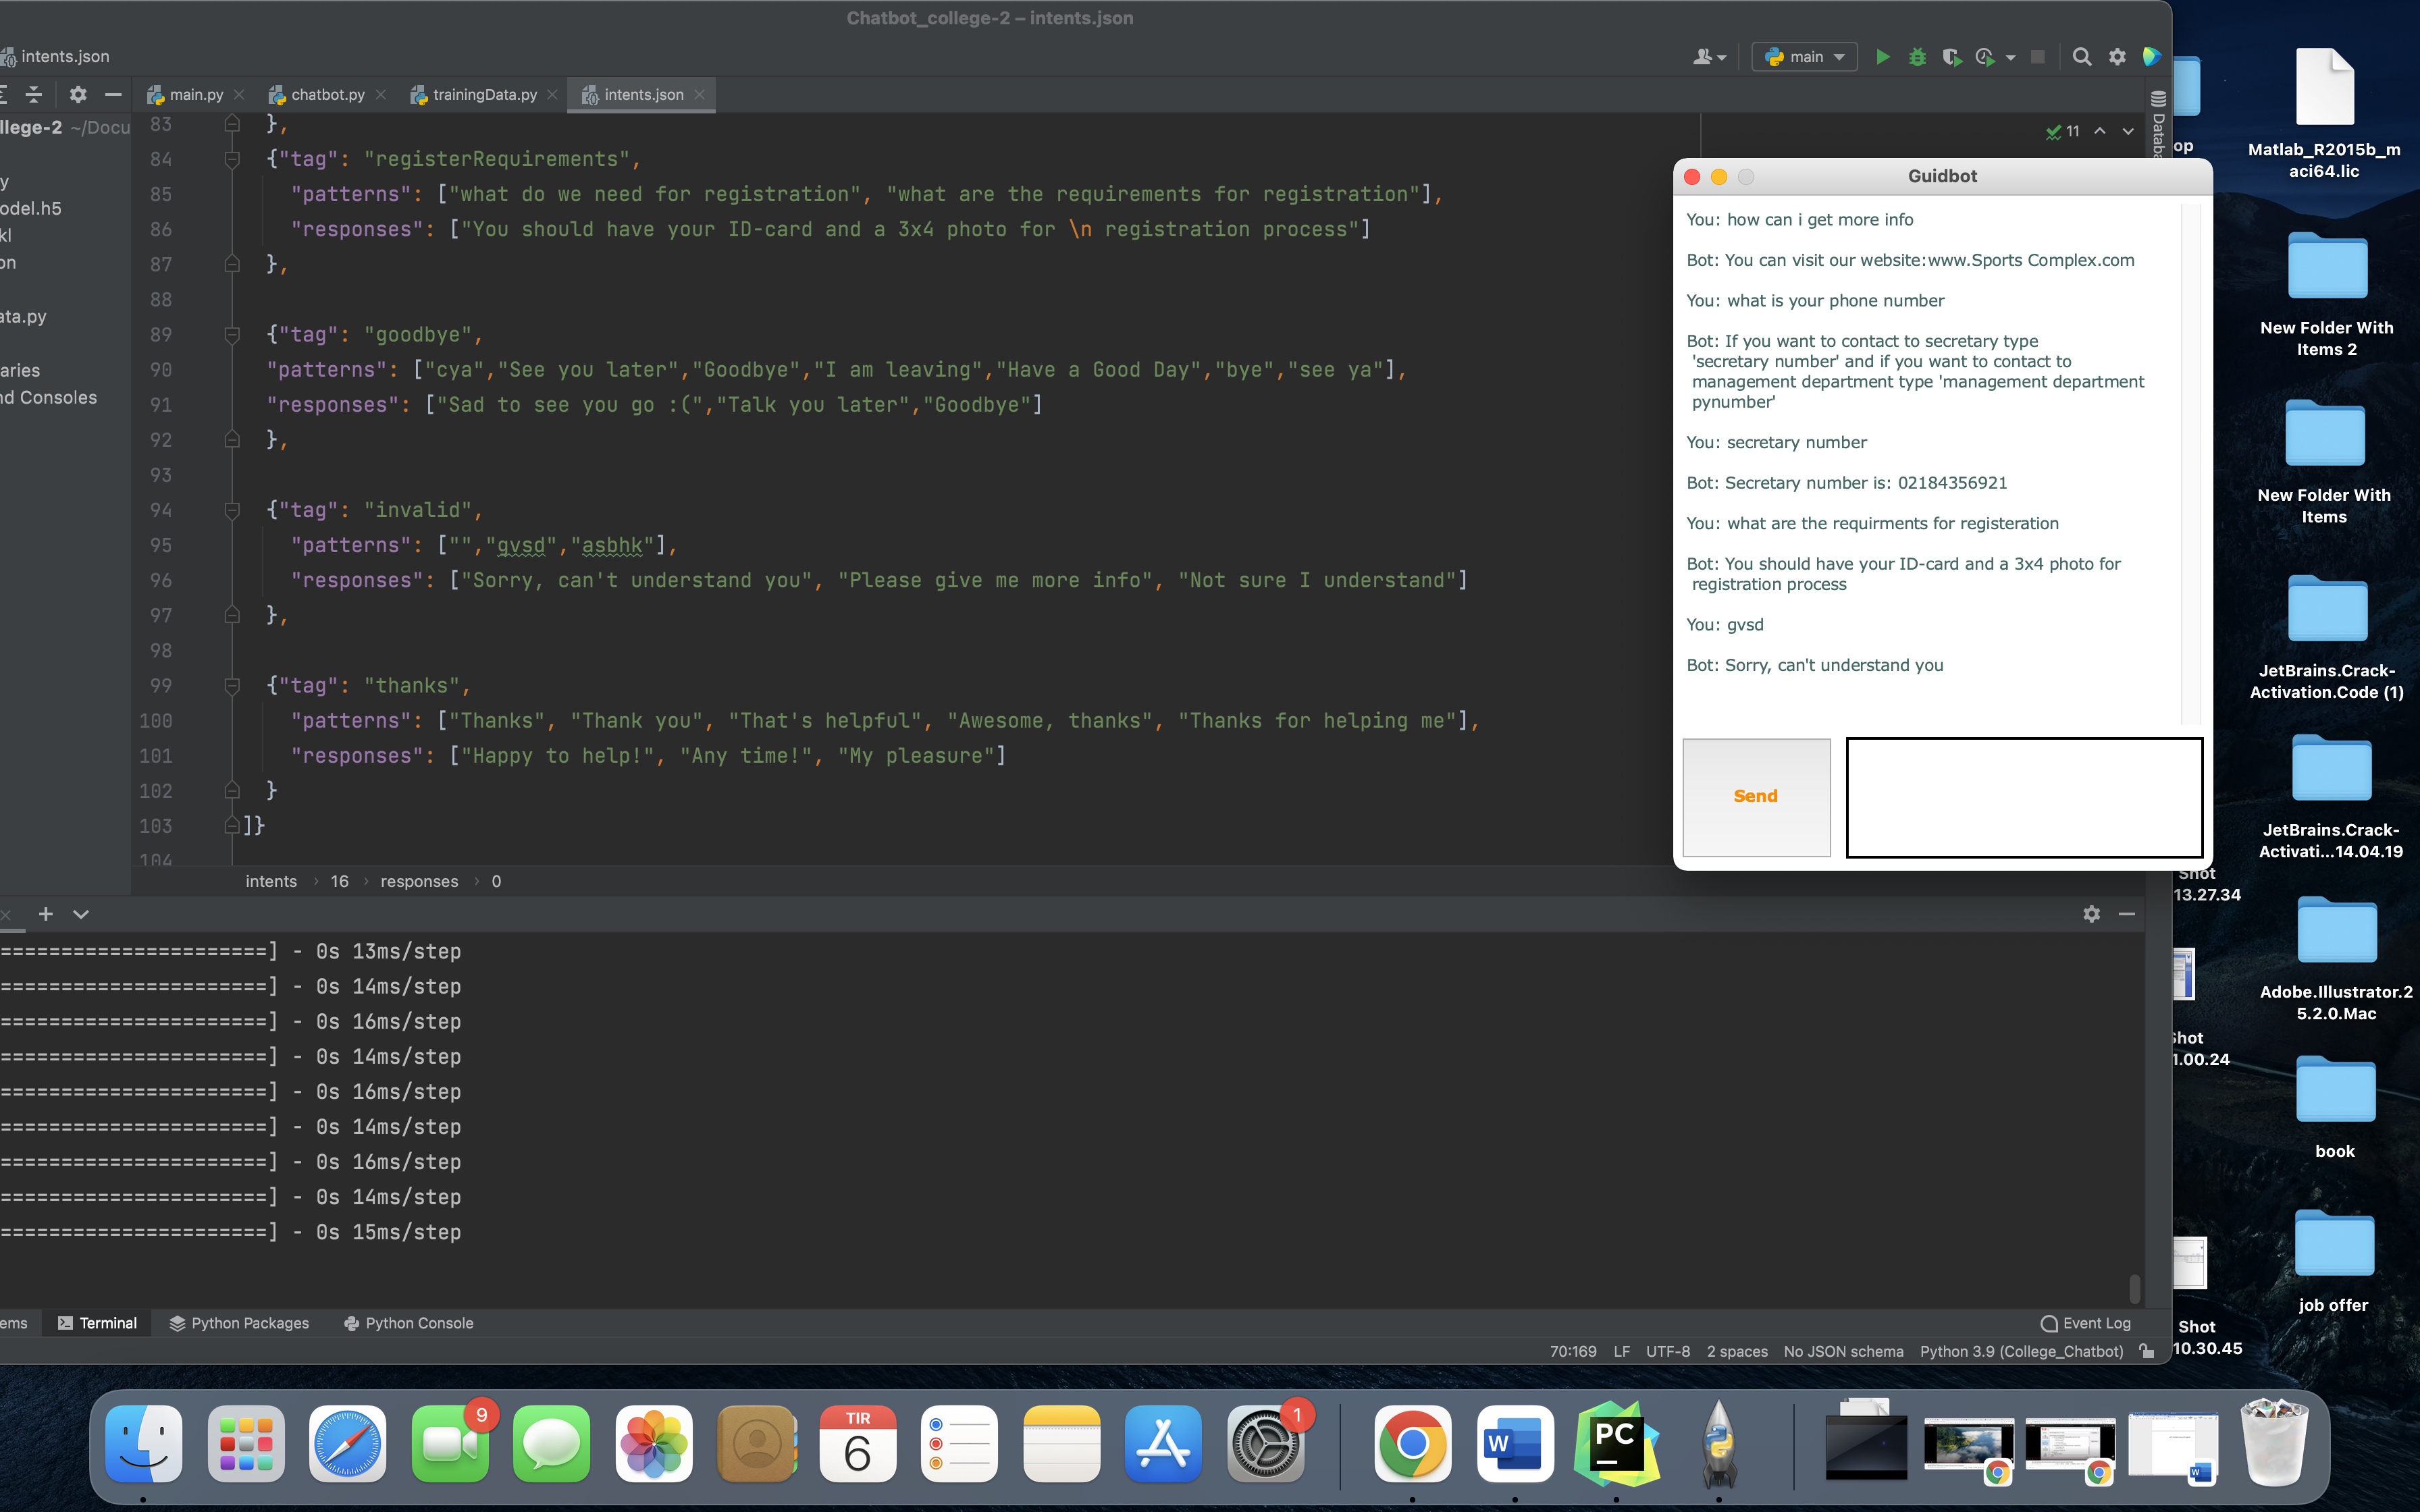 Chatbot_college-2 – intents.json
intents.json
main
main.py
chatbot.py
trainingData.py
intents.json
llege-2 ~/Docu
y
odel.h5
kl
on
ata.py
aries
nd Consoles
11
Databa
83 },
84 {"tag": "registerRequirements",
85 "patterns": ["what do we need for registration", "what are the requirements for registration"],
86 "responses": ["You should have your ID-card and a 3x4 photo for \n registration process"]
87 },
88
89 {"tag": "goodbye",
90 "patterns": ["cya","See you later","Goodbye","I am leaving","Have a Good Day","bye","see ya"],
91 "responses": ["Sad to see you go :(","Talk you later","Goodbye"]
92 },
93
94 {"tag": "invalid",
95 "patterns": ["","gvsd","asbhk"],
96 "responses": ["Sorry, can't understand you", "Please give me more info", "Not sure I understand"]
97 },
98
99 {"tag": "thanks",
100 "patterns": ["Thanks", "Thank you", "That's helpful", "Awesome, thanks", "Thanks for helping me"],
101 "responses": ["Happy to help!", "Any time!", "My pleasure"]
102 }
103 ]}
104
intents › 16 › responses › 0
Guidbot
You: how can i get more info
Bot: You can visit our website:www.Sports Complex.com
You: what is your phone number
Bot: If you want to contact to secretary type
'secretary number' and if you want to contact to
management department type 'management department
pynumber'
You: secretary number
Bot: Secretary number is: 02184356921
You: what are the requirments for registeration
Bot: You should have your ID-card and a 3x4 photo for
registration process
You: gvsd
Bot: Sorry, can't understand you
Send
=====================] - 0s 13ms/step
=====================] - 0s 14ms/step
=====================] - 0s 16ms/step
=====================] - 0s 14ms/step
=====================] - 0s 16ms/step
=====================] - 0s 14ms/step
=====================] - 0s 16ms/step
=====================] - 0s 14ms/step
=====================] - 0s 15ms/step
ems
Terminal
Python Packages
Python Console
Event Log
70:169 LF UTF-8 2 spaces No JSON schema Python 3.9 (College_Chatbot)
op
Matlab_R2015b_m
aci64.lic
New Folder With
Items 2
New Folder With
Items
JetBrains.Crack-
Activation.Code (1)
JetBrains.Crack-
Activati...14.04.19
Shot
13.27.34
Adobe.Illustrator.2
5.2.0.Mac
Shot
1.00.24
book
job offer
Shot
10.30.45
9
TIR
6
1
W
PC
W